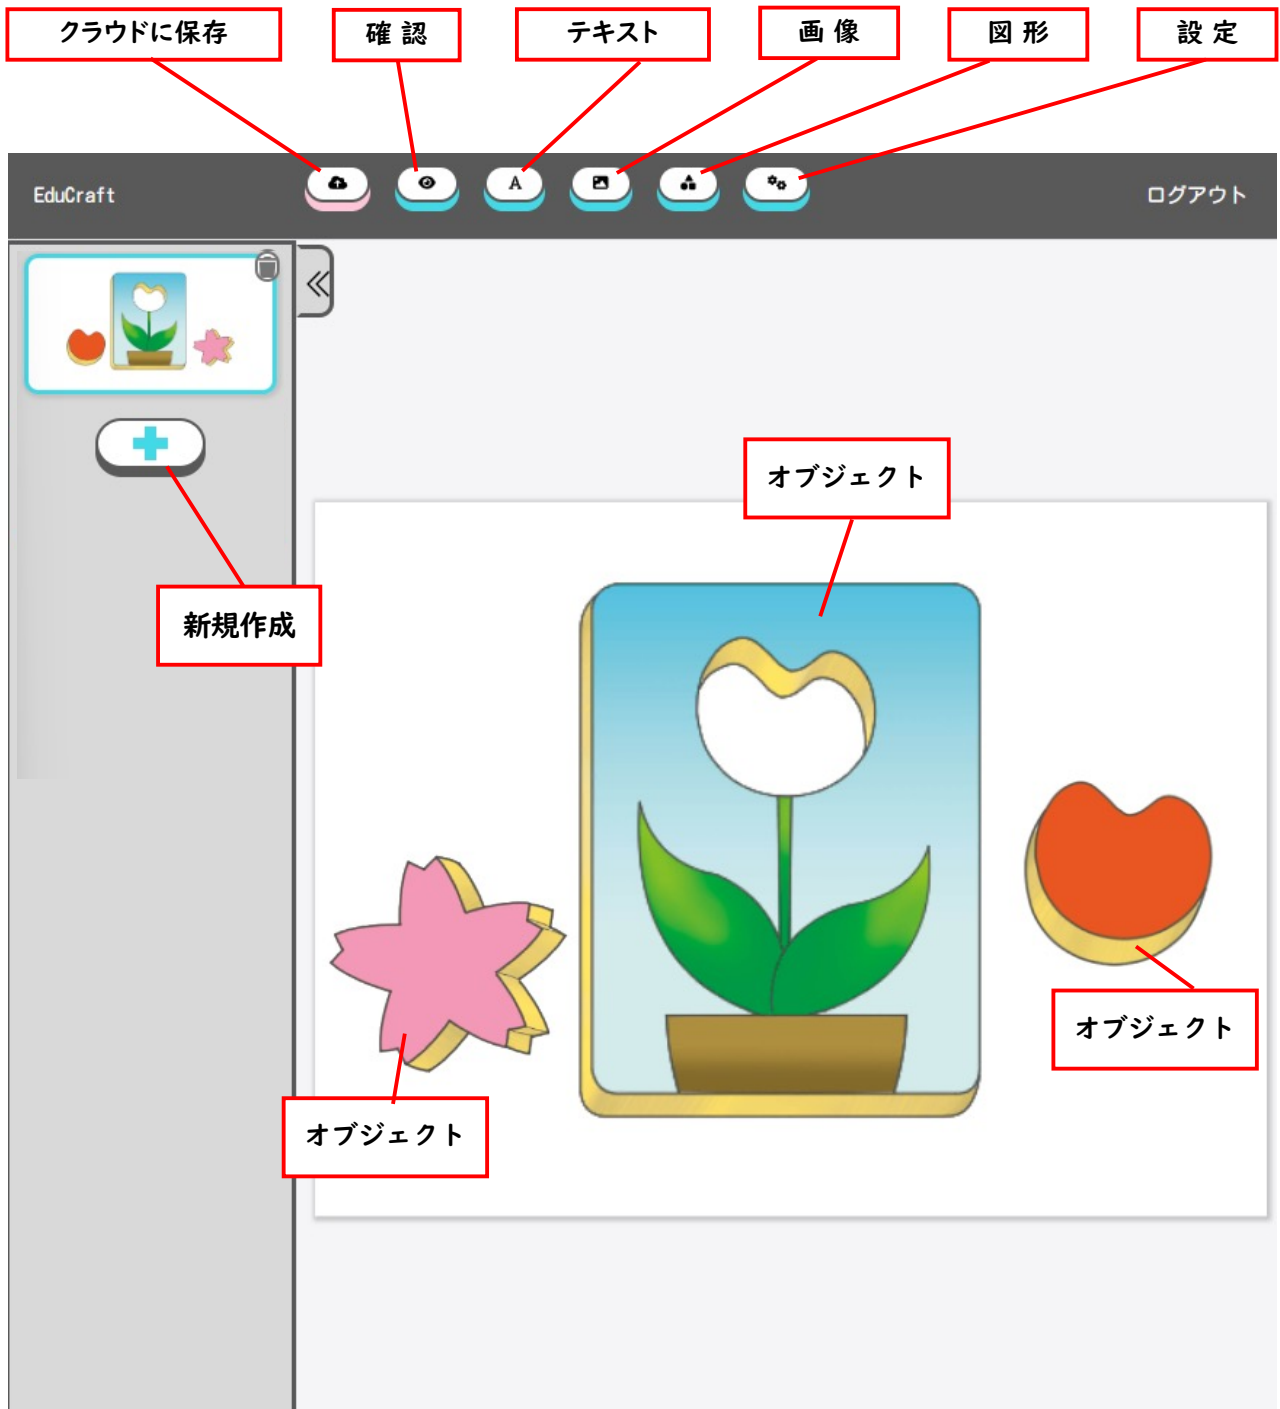 クラウドに保存
確 認
テキスト
画 像
図 形
設 定
EduCraft
A
ログアウト
オブジェクト
新規作成
オブジェクト
オブジェクト